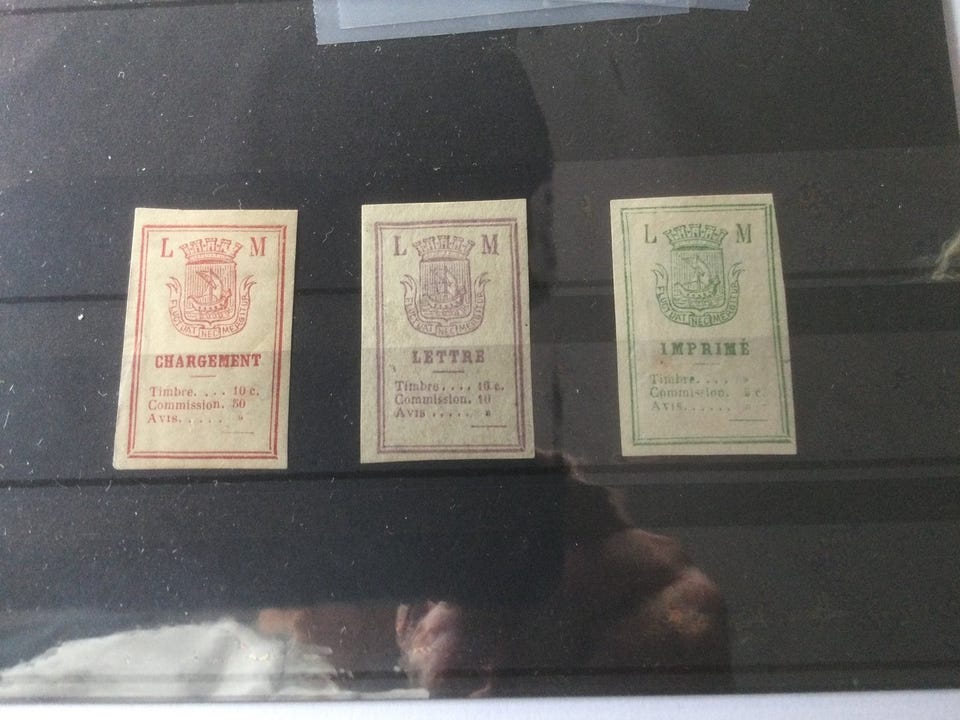 L M
FLUCTUAT NEC MERGITUR
CHARGEMENT
Timbre. . . . 10 c.
Commission. 50
Avis. . . . . "
L M
FLUCTUAT NEC MERGITUR
LETTRE
Timbre. . . . 10 c.
Commission. 10
Avis . . . . . "
L M
FLUCTUAT NEC MERGITUR
IMPRIMÉ
Timbre. . . . "
Commission. c.
Avis. . . . . . "